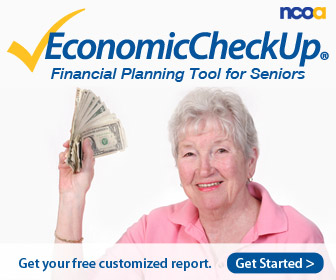 ncoa
EconomicCheckUp®
Financial Planning Tool for Seniors
Get your free customized report.
Get Started >